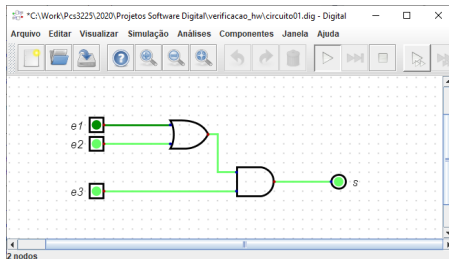 *C:\Work\Pcs3225\2020\Projetos Software Digital\verificacao_hw\circuito01.dig - Digital
Arquivo Editar Visualizar Simulação Análises Componentes Janela Ajuda
e1
e2
s
e3
2 nodos